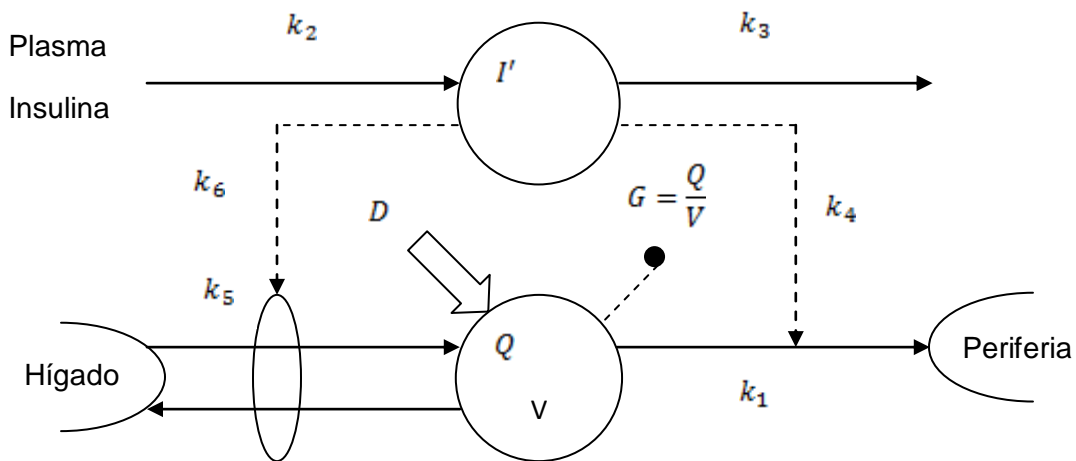 Plasma
Insulina
k₂
I'
k₃
k₆
D
G = Q/V
k₄
k₅
Hígado
Q
V
k₁
Periferia